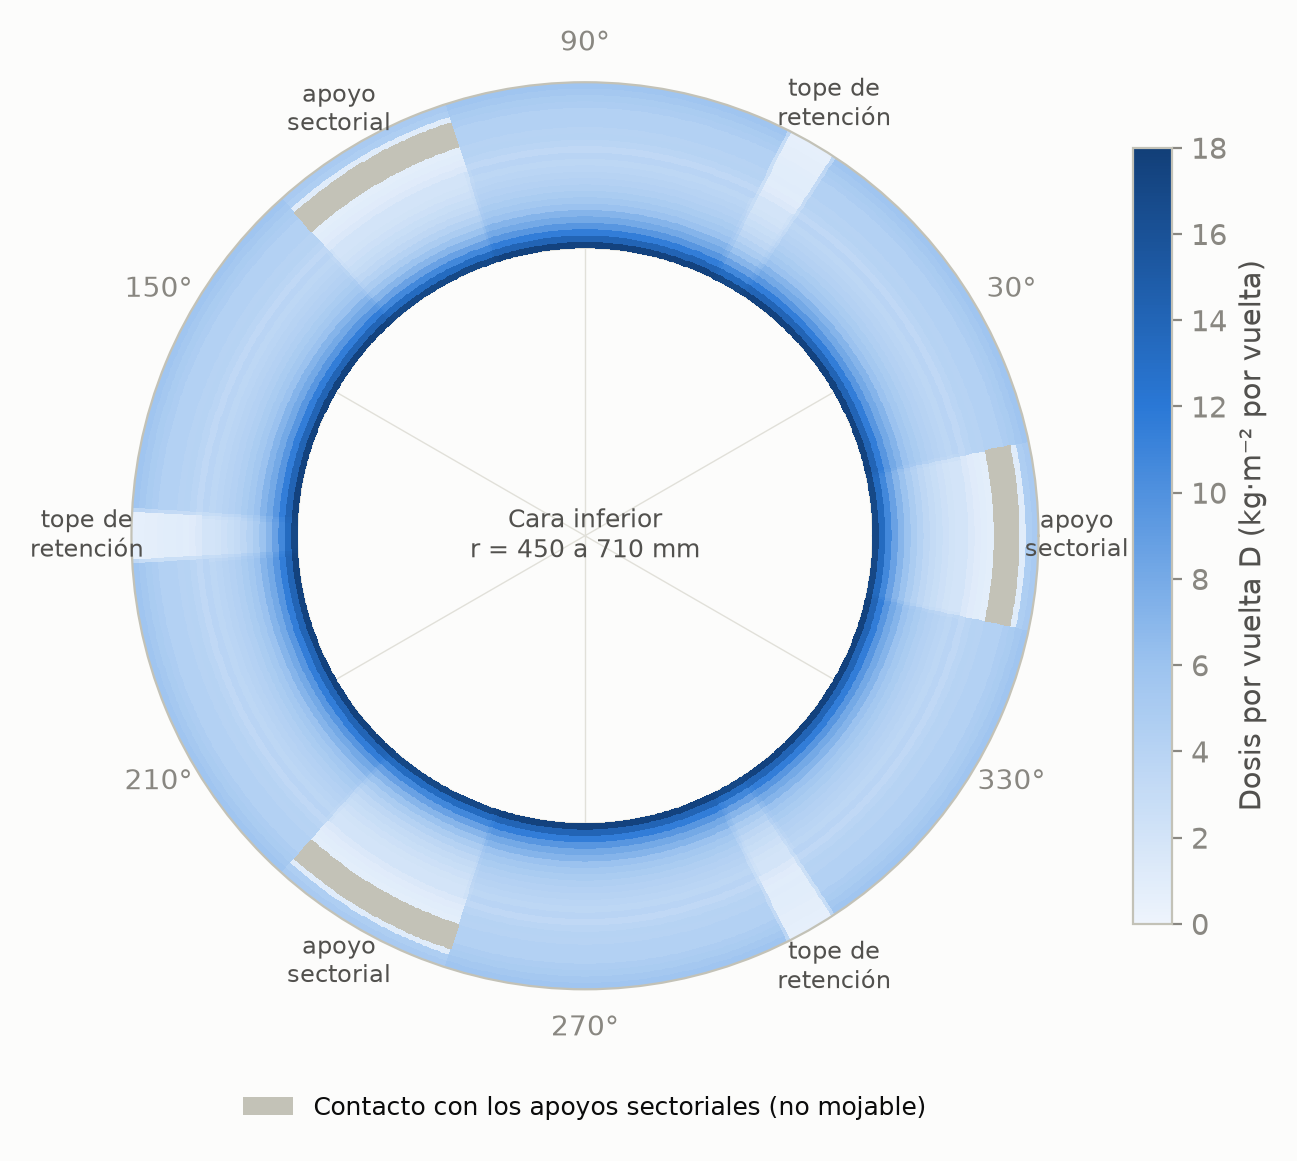 90°
apoyo
sectorial
tope de
retención
150°
30°
tope de
retención
Cara inferior
r = 450 a 710 mm
apoyo
sectorial
210°
330°
apoyo
sectorial
tope de
retención
270°
18
16
14
12
10
8
6
4
2
0
Dosis por vuelta D (kg·m⁻² por vuelta)
Contacto con los apoyos sectoriales (no mojable)